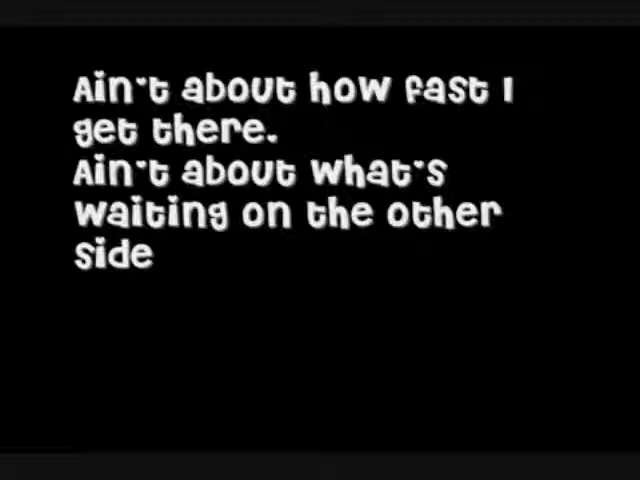 Ain't about how fast I
get there.
Ain't about what's
waiting on the other
side